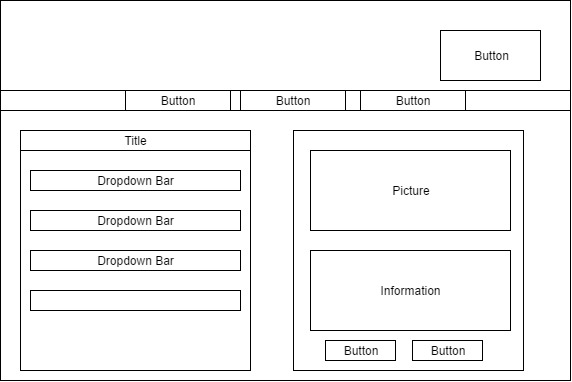 Button
Button
Button
Button
Title
Dropdown Bar
Dropdown Bar
Dropdown Bar
Picture
Information
Button
Button